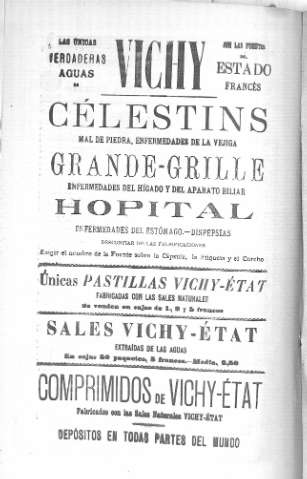 LAS ÚNICAS
VERDADERAS
AGUAS
DE
VICHY
SON LAS FUENTES
DEL
ESTADO
FRANCÉS
CÉLESTINS
MAL DE PIEDRA, ENFERMEDADES DE LA VEJIGA
GRANDE-GRILLE
ENFERMEDADES DEL HÍGADO Y DEL APARATO BILIAR
HOPITAL
ENFERMEDADES DEL ESTÓMAGO.—DISPEPSIAS
DESCONFIAR DE LAS FALSIFICACIONES
Exigir el nombre de la Fuente sobre la Cápsula, la Etiqueta y el Corcho
Únicas PASTILLAS VICHY-ÉTAT
FABRICADAS CON LAS SALES NATURALES
Se venden en cajas de 1, 2 y 5 francos
SALES VICHY-ÉTAT
EXTRAÍDAS DE LAS AGUAS
En cajas 50 paquetes, 5 francos.—Media, 2,50
COMPRIMIDOS DE VICHY-ÉTAT
Fabricados con las Sales Naturales VICHY-ÉTAT
DEPÓSITOS EN TODAS PARTES DEL MUNDO